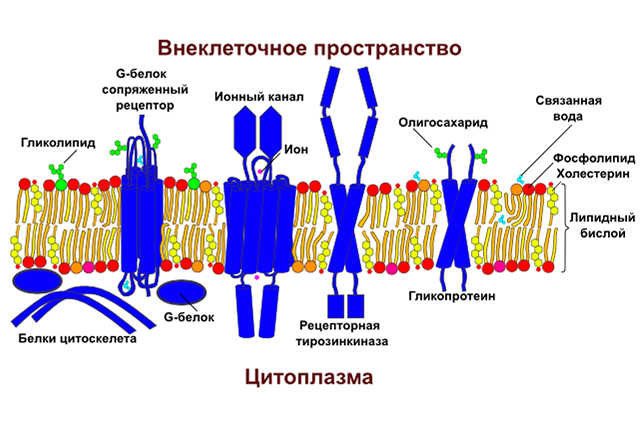 Внеклеточное пространство
G-белок
сопряженный
рецептор
Ионный канал
Связанная
вода
Олигосахарид
Гликолипид
Ион
Фосфолипид
Холестерин
Липидный
бислой
Гликопротеин
G-белок
Рецепторная
тирозинкиназа
Белки цитоскелета
Цитоплазма